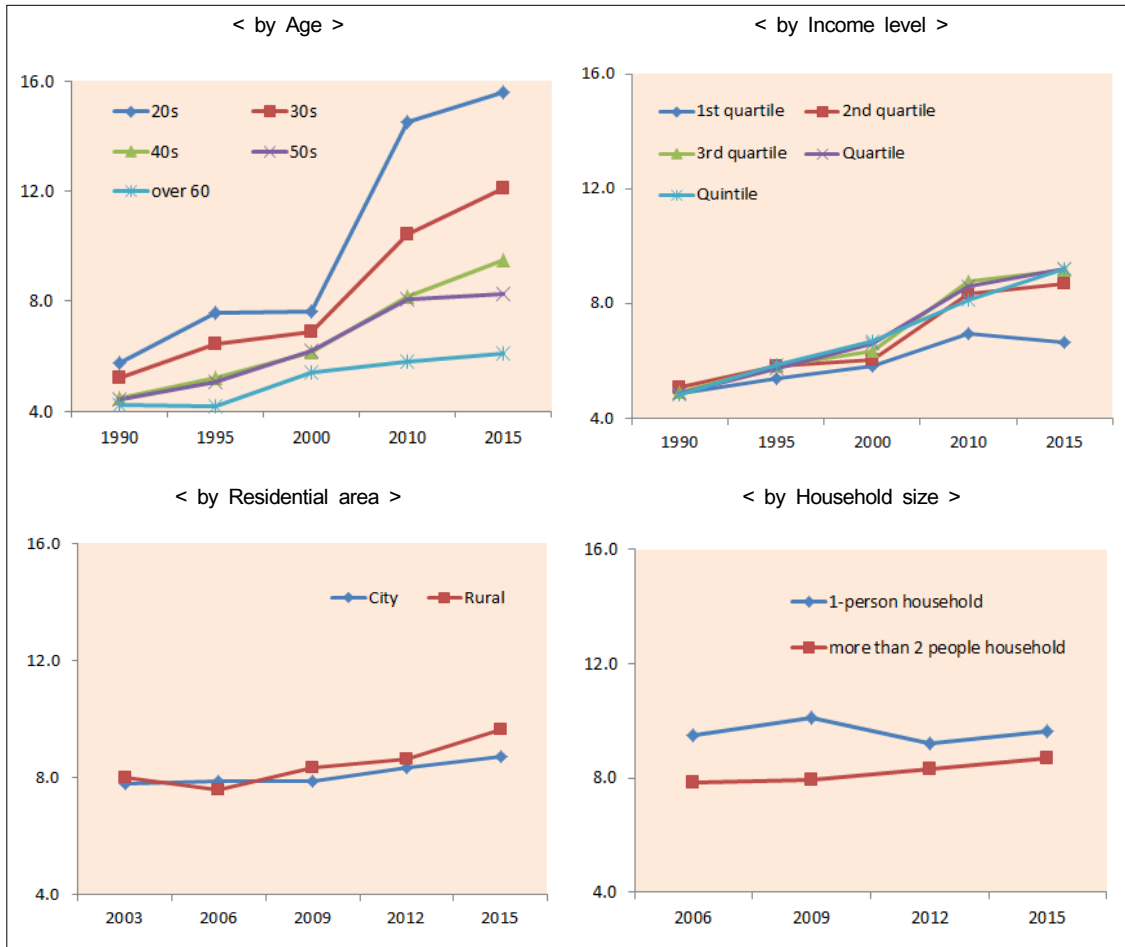 < by Age >
16.0
12.0
8.0
4.0
20s 30s
40s 50s
over 60
1990 1995 2000 2010 2015
< by Income level >
16.0
12.0
8.0
4.0
1st quartile 2nd quartile
3rd quartile Quartile
Quintile
1990 1995 2000 2010 2015
< by Residential area >
16.0
12.0
8.0
4.0
City Rural
2003 2006 2009 2012 2015
< by Household size >
16.0
12.0
8.0
4.0
1-person household
more than 2 people household
2006 2009 2012 2015